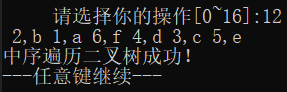 请选择你的操作[0~16]:12
2,b 1,a 6,f 4,d 3,c 5,e
中序遍历二叉树成功！
---任意键继续---